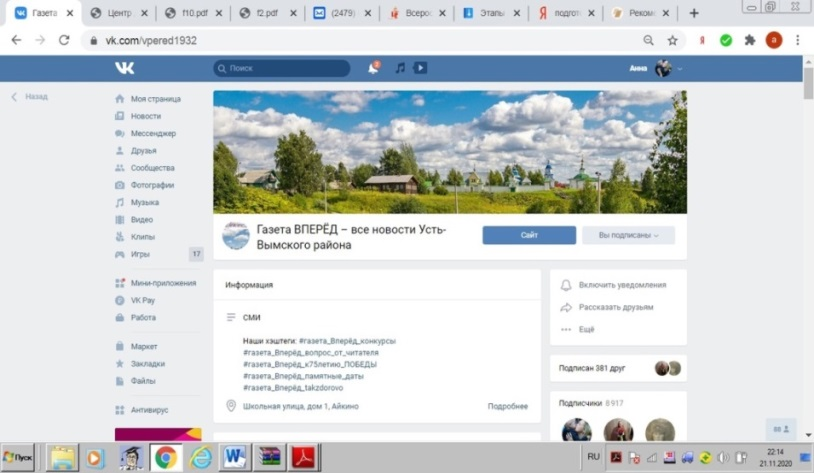 Газета
Центр
f10.pdf
f2.pdf
(2479)
Всерос
Этапы
подгот
Реком
vk.com/vpered1932
Поиск
2
Анна
Назад
Моя страница
Новости
Мессенджер
Друзья
Сообщества
Фотографии
Музыка
Видео
Клипы
Игры
17
Мини-приложения
VK Pay
Работа
Маркет
Закладки
Файлы
Антивирус
Газета ВПЕРЁД – все новости Усть-
Вымского района
Сайт
Вы подписаны
Информация
СМИ
Наши хэштеги: #газета_Вперёд_конкурсы
#газета_Вперёд_вопрос_от_читателя
#газета_Вперёд_к75летию_ПОБЕДЫ
#газета_Вперёд_памятные_даты
#газета_Вперёд_takzdorovo
Школьная улица, дом 1, Айкино
Подробнее
Включить уведомления
Рассказать друзьям
Ещё
Подписан 381 друг
Подписчики 8 917
Пуск
RU
22:14
21.11.2020